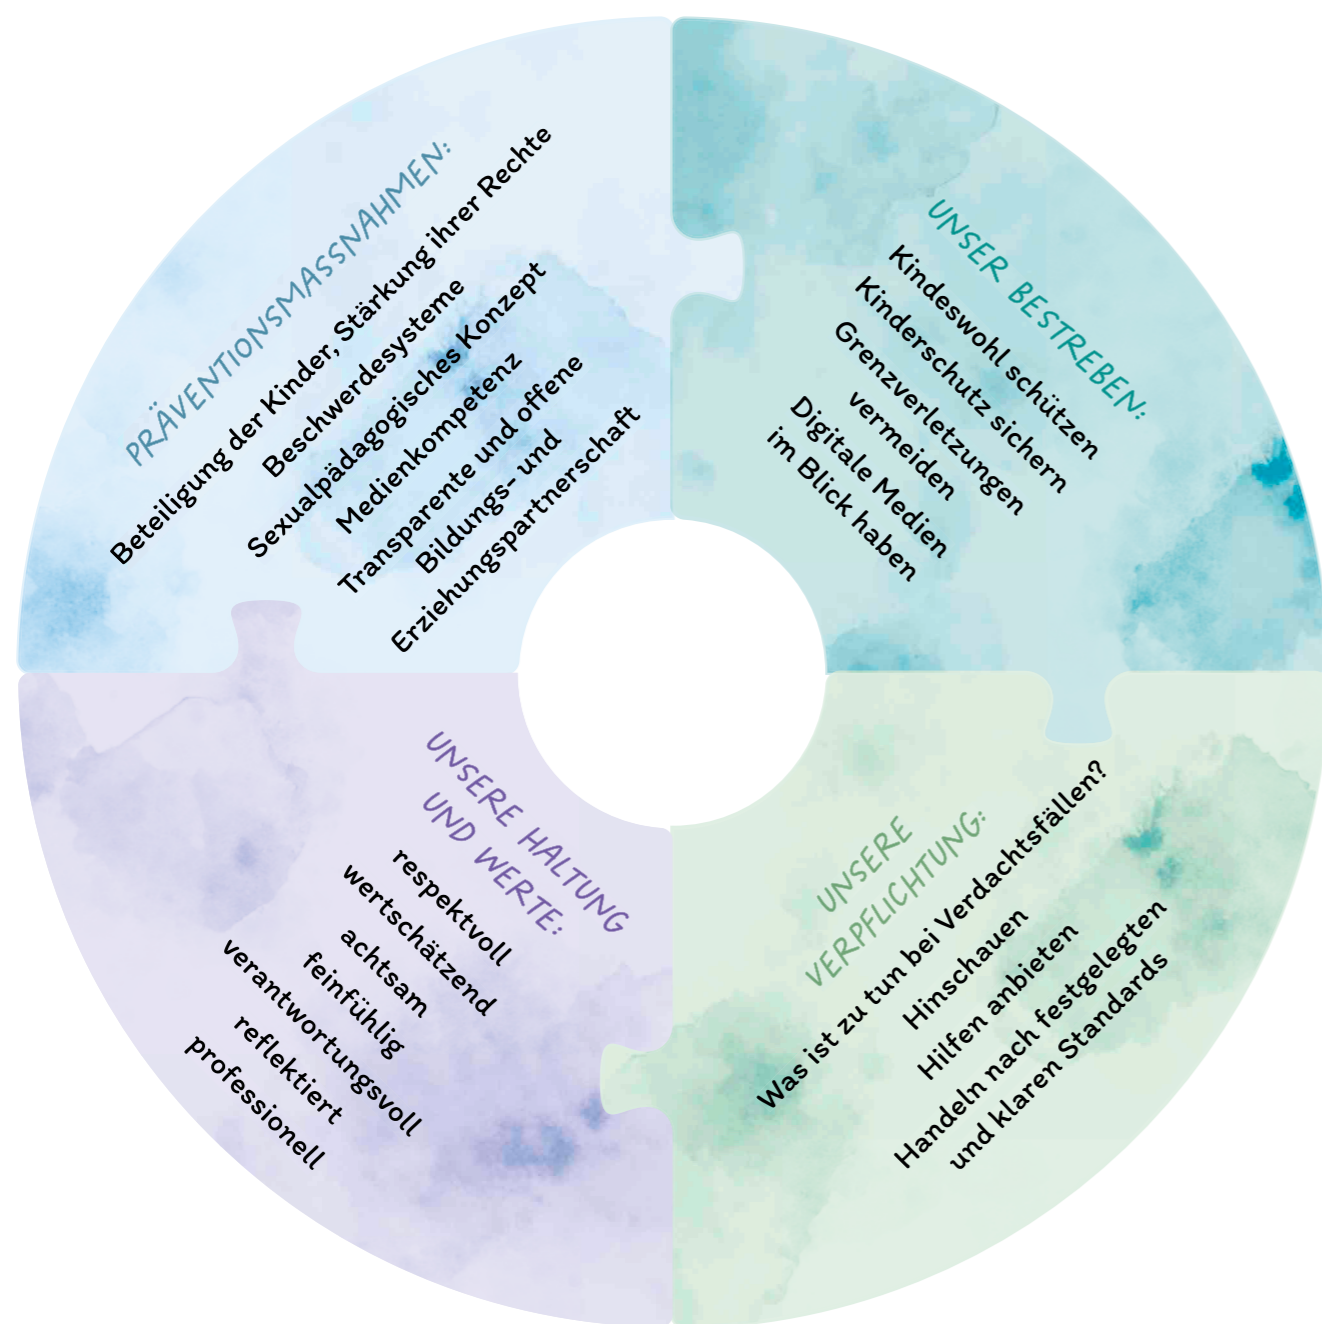 PRÄVENTIONSMASSNAHMEN:
Beteiligung der Kinder, Stärkung ihrer Rechte
Beschwerdesysteme
Sexualpädagogisches Konzept
Medienkompetenz
Transparente und offene
Bildungs- und
Erziehungspartnerschaft
UNSER BESTREBEN:
Kindeswohl schützen
Kinderschutz sichern
Grenzverletzungen
vermeiden
Digitale Medien
im Blick haben
UNSERE HALTUNG
UND WERTE:
respektvoll
wertschätzend
achtsam
feinfühlig
verantwortungsvoll
reflektiert
professionell
UNSERE
VERPFLICHTUNG:
Was ist zu tun bei Verdachtsfällen?
Hinschauen
Hilfen anbieten
Handeln nach festgelegten
und klaren Standards